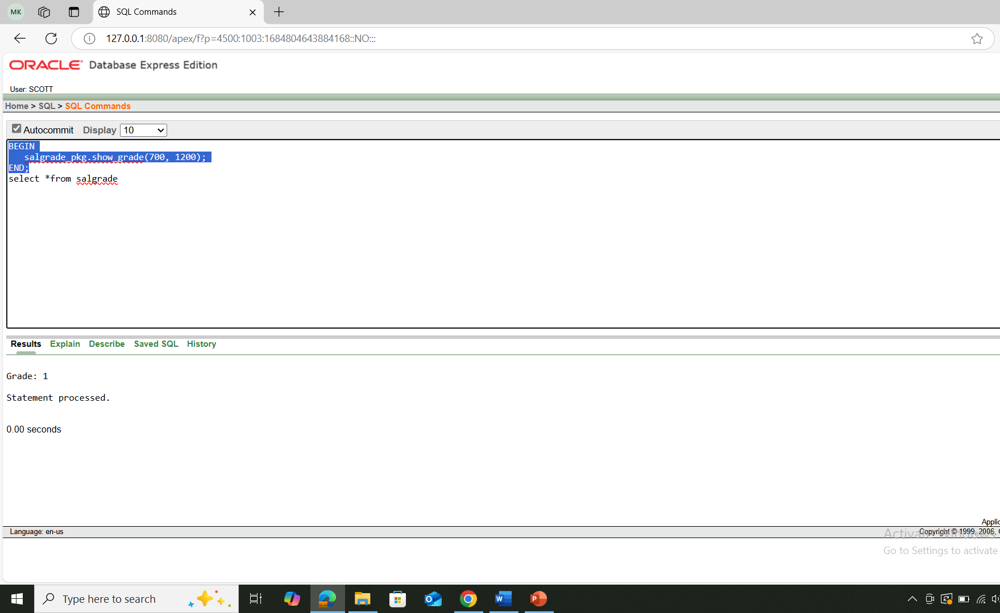 MK
SQL Commands
127.0.0.1:8080/apex/f?p=4500:1003:1684804643884168::NO:::
ORACLE Database Express Edition
User: SCOTT
Home > SQL > SQL Commands
Autocommit Display 10
BEGIN
salgrade_pkg.show_grade(700, 1200);
END;
select *from salgrade
Results Explain Describe Saved SQL History
Grade: 1
Statement processed.
0.00 seconds
Language: en-us
Copyright © 1999, 2006,
Activate Windows
Go to Settings to activate
Type here to search